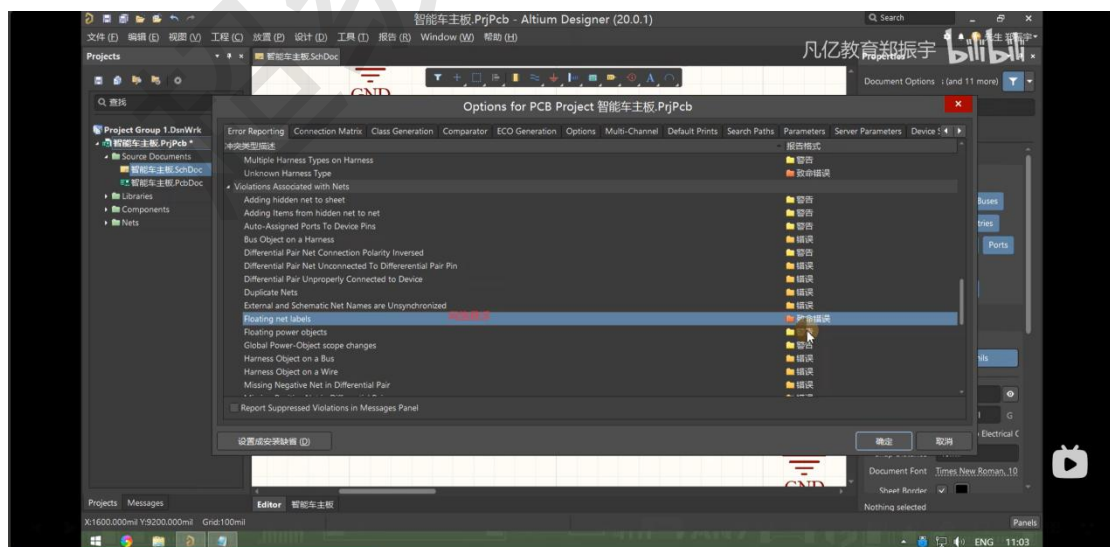 智能车主板.PrjPcb - Altium Designer (20.0.1)
Search
文件(F) 编辑(E) 视图(V) 工程(C) 放置(P) 设计(D) 工具(T) 报告(R) Window(W) 帮助(H)
凡亿教育郑振宇
bilibili
Projects
智能车主板.SchDoc
Properties
Document Options
(and 11 more)
查找
GND
Options for PCB Project 智能车主板.PrjPcb
Project Group 1.DsnWrk
智能车主板.PrjPcb *
Source Documents
智能车主板.SchDoc
智能车主板.PcbDoc
Libraries
Components
Nets
Error Reporting Connection Matrix Class Generation Comparator ECO Generation Options Multi-Channel Default Prints Search Paths Parameters Server Parameters Device
冲突类型描述 报告格式
Multiple Harness Types on Harness 警告
Unknown Harness Type 致命错误
Violations Associated with Nets
Adding hidden net to sheet 警告
Adding Items from hidden net to net 警告
Auto-Assigned Ports To Device Pins 警告
Bus Object on a Harness 错误
Differential Pair Net Connection Polarity Inversed 警告
Differential Pair Net Unconnected To Differerential Pair Pin 错误
Differential Pair Unproperly Connected to Device 错误
Duplicate Nets 错误
External and Schematic Net Names are Unsynchronized 错误
Floating net labels 致命错误
Floating power objects
Global Power-Object scope changes 警告
Harness Object on a Bus 错误
Harness Object on a Wire 错误
Missing Negative Net in Differential Pair 错误
Report Suppressed Violations in Messages Panel
设置成安装缺省(D)
确定 取消
Buses
Ports
G
Electrical
Document Font Times New Roman, 10
Sheet Border
Nothing selected
GND
Projects Messages
Editor 智能车主板
X:1600.000mil Y:9200.000mil Grid:100mil
Panels
ENG 11:03